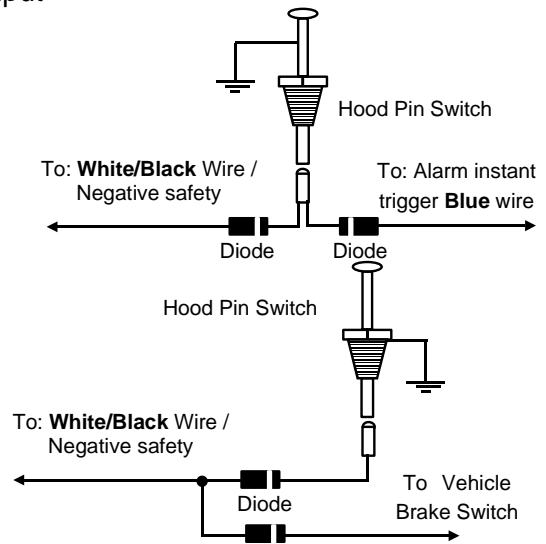 Hood Pin Switch
To: White/Black Wire /
Negative safety
To: Alarm instant
trigger Blue wire
Diode
Diode
Hood Pin Switch
To: White/Black Wire /
Negative safety
Diode
To Vehicle
Brake Switch